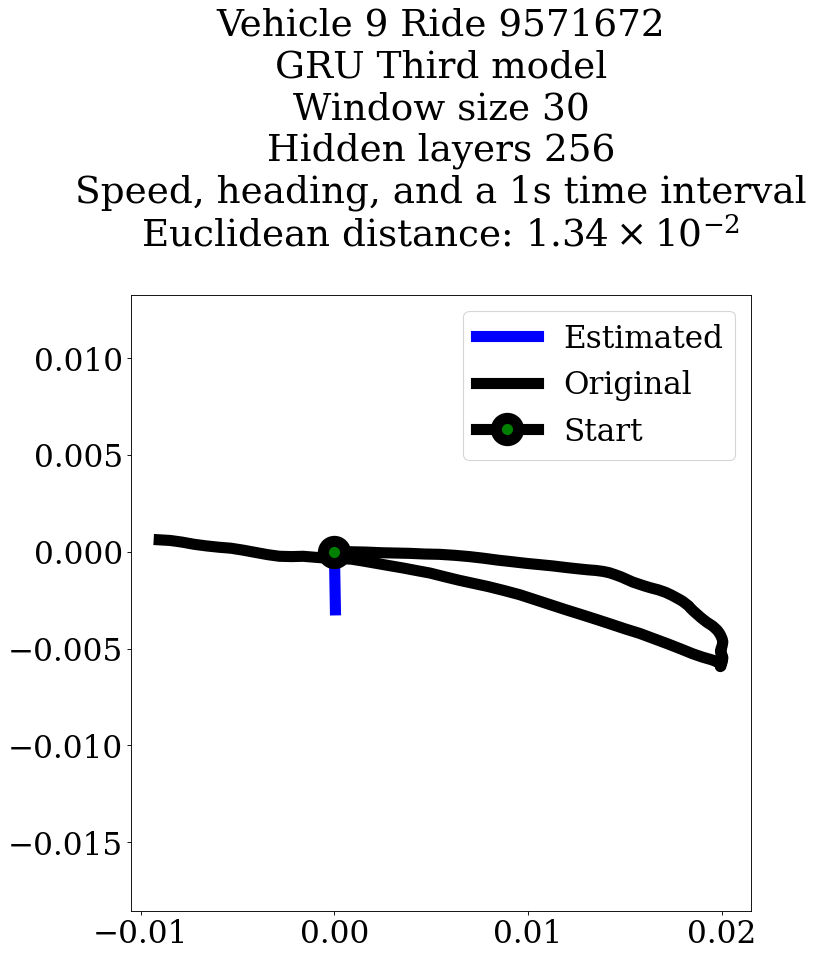 Vehicle 9 Ride 9571672
GRU Third model
Window size 30
Hidden layers 256
Speed, heading, and a 1s time interval
Euclidean distance: 1.34 × 10⁻²
Estimated
Original
Start
0.010
0.005
0.000
−0.005
−0.010
−0.015
−0.01 0.00 0.01 0.02